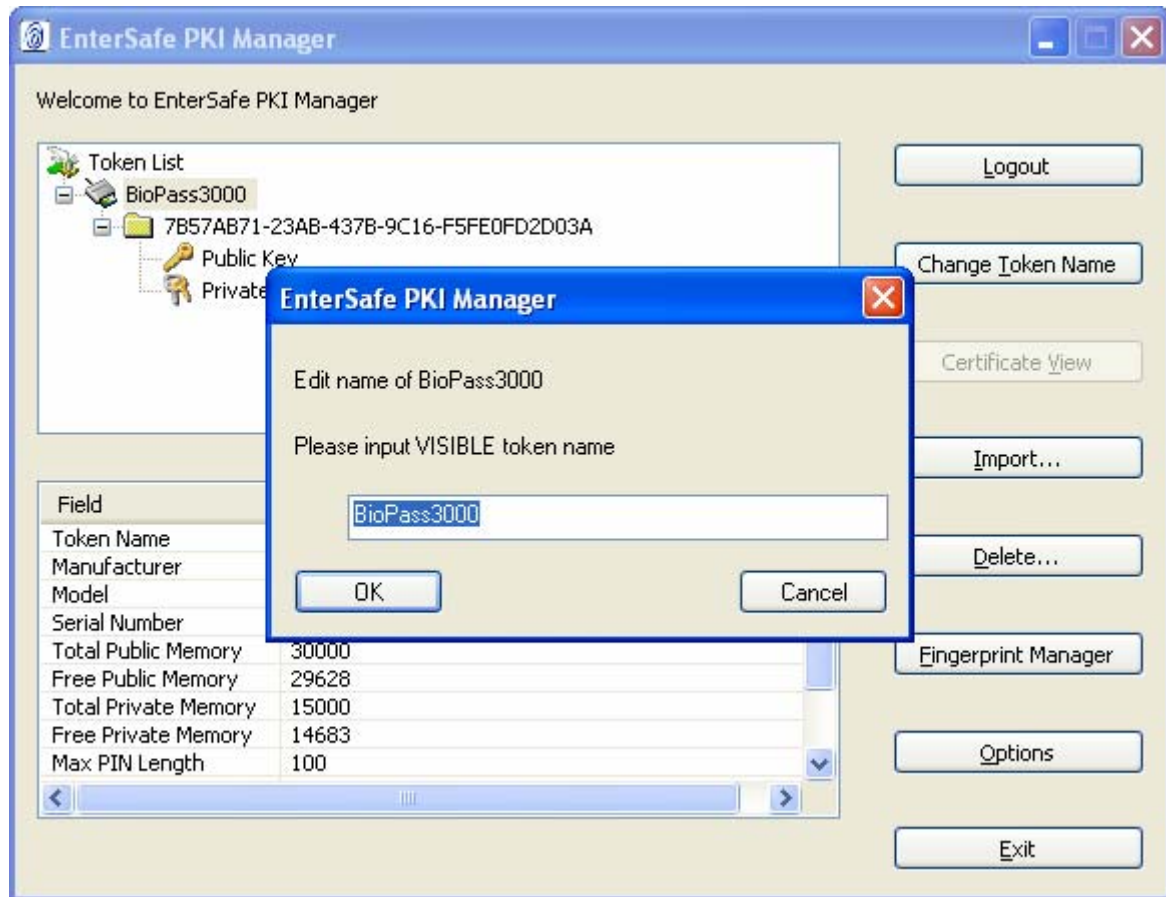 EnterSafe PKI Manager
Welcome to EnterSafe PKI Manager
Token List
BioPass3000
7B57AB71-23AB-437B-9C16-F5FE0FD2D03A
Public Key
Private
Logout
Change Token Name
Certificate View
Import...
Delete...
Fingerprint Manager
Options
Exit
EnterSafe PKI Manager
Edit name of BioPass3000
Please input VISIBLE token name
BioPass3000
OK Cancel
Field
Token Name
Manufacturer
Model
Serial Number
Total Public Memory 30000
Free Public Memory 29628
Total Private Memory 15000
Free Private Memory 14683
Max PIN Length 100